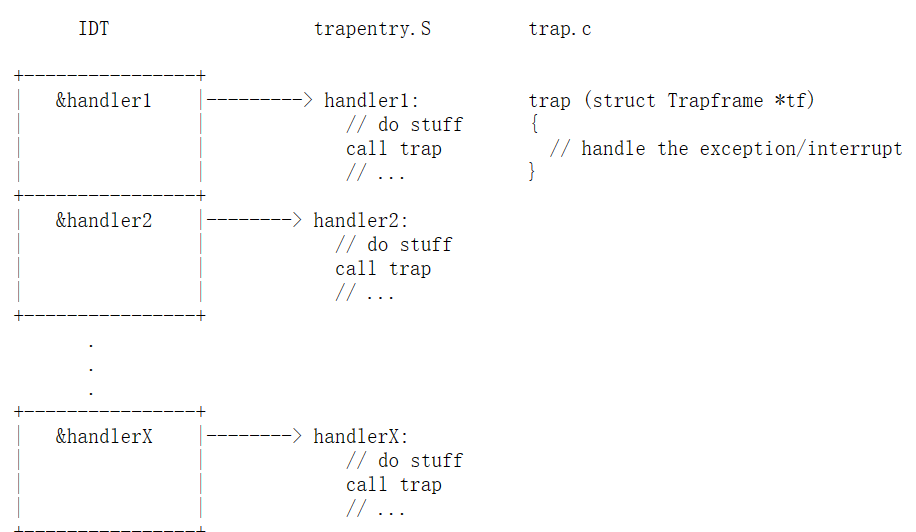 IDT trapentry.S trap.c
&handler1 --------> handler1: trap (struct Trapframe *tf)
// do stuff {
call trap // handle the exception/interrupt
// ... }
&handler2 --------> handler2:
// do stuff
call trap
// ...
.
.
.
&handlerX --------> handlerX:
// do stuff
call trap
// ...